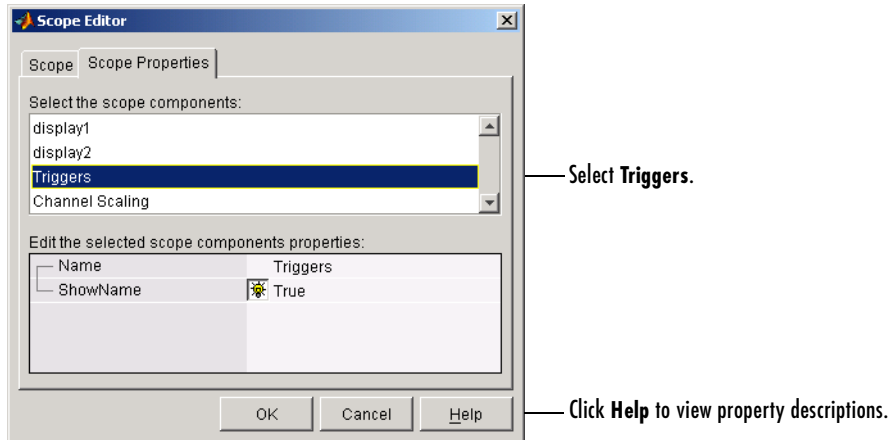 Scope Editor
Scope
Scope Properties
Select the scope components:
display1
display2
Triggers
Channel Scaling
Select Triggers.
Edit the selected scope components properties:
Name Triggers
ShowName True
OK Cancel Help
Click Help to view property descriptions.